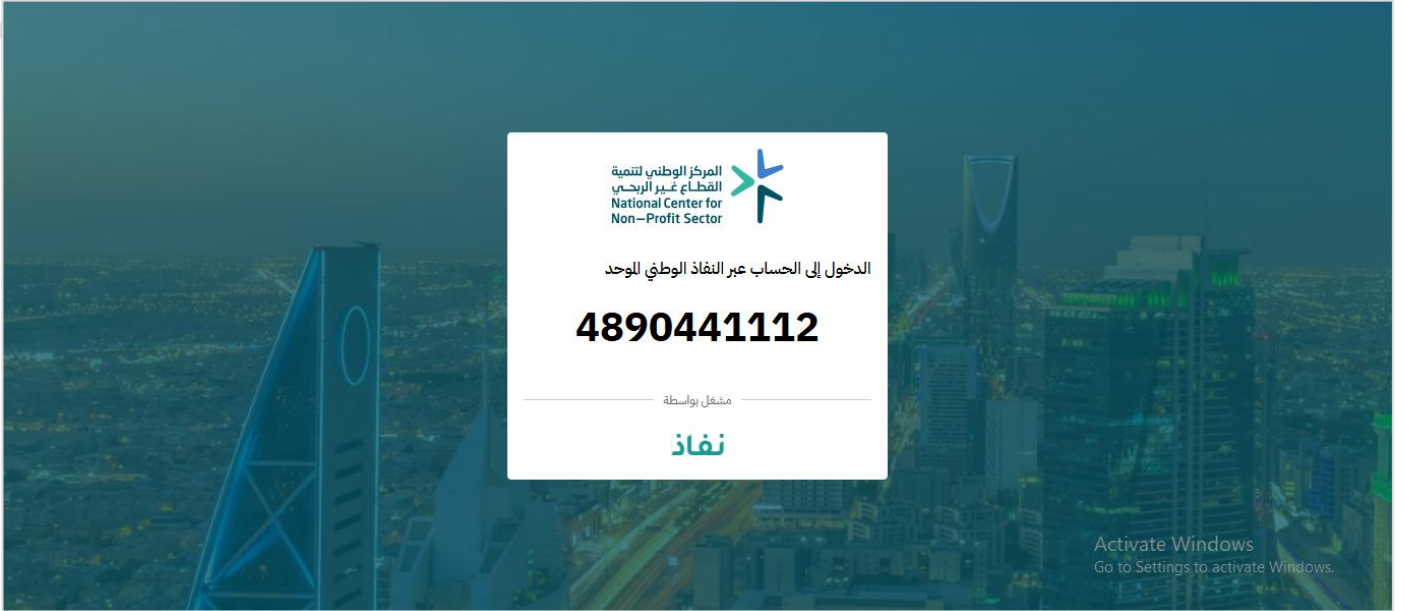 المركز الوطني لتنمية
القطاع غير الربحي
National Center for
Non–Profit Sector
الدخول إلى الحساب عبر النفاذ الوطني الموحد
4890441112
مشغل بواسطة
نفاذ
Activate Windows
Go to Settings to activate Windows.